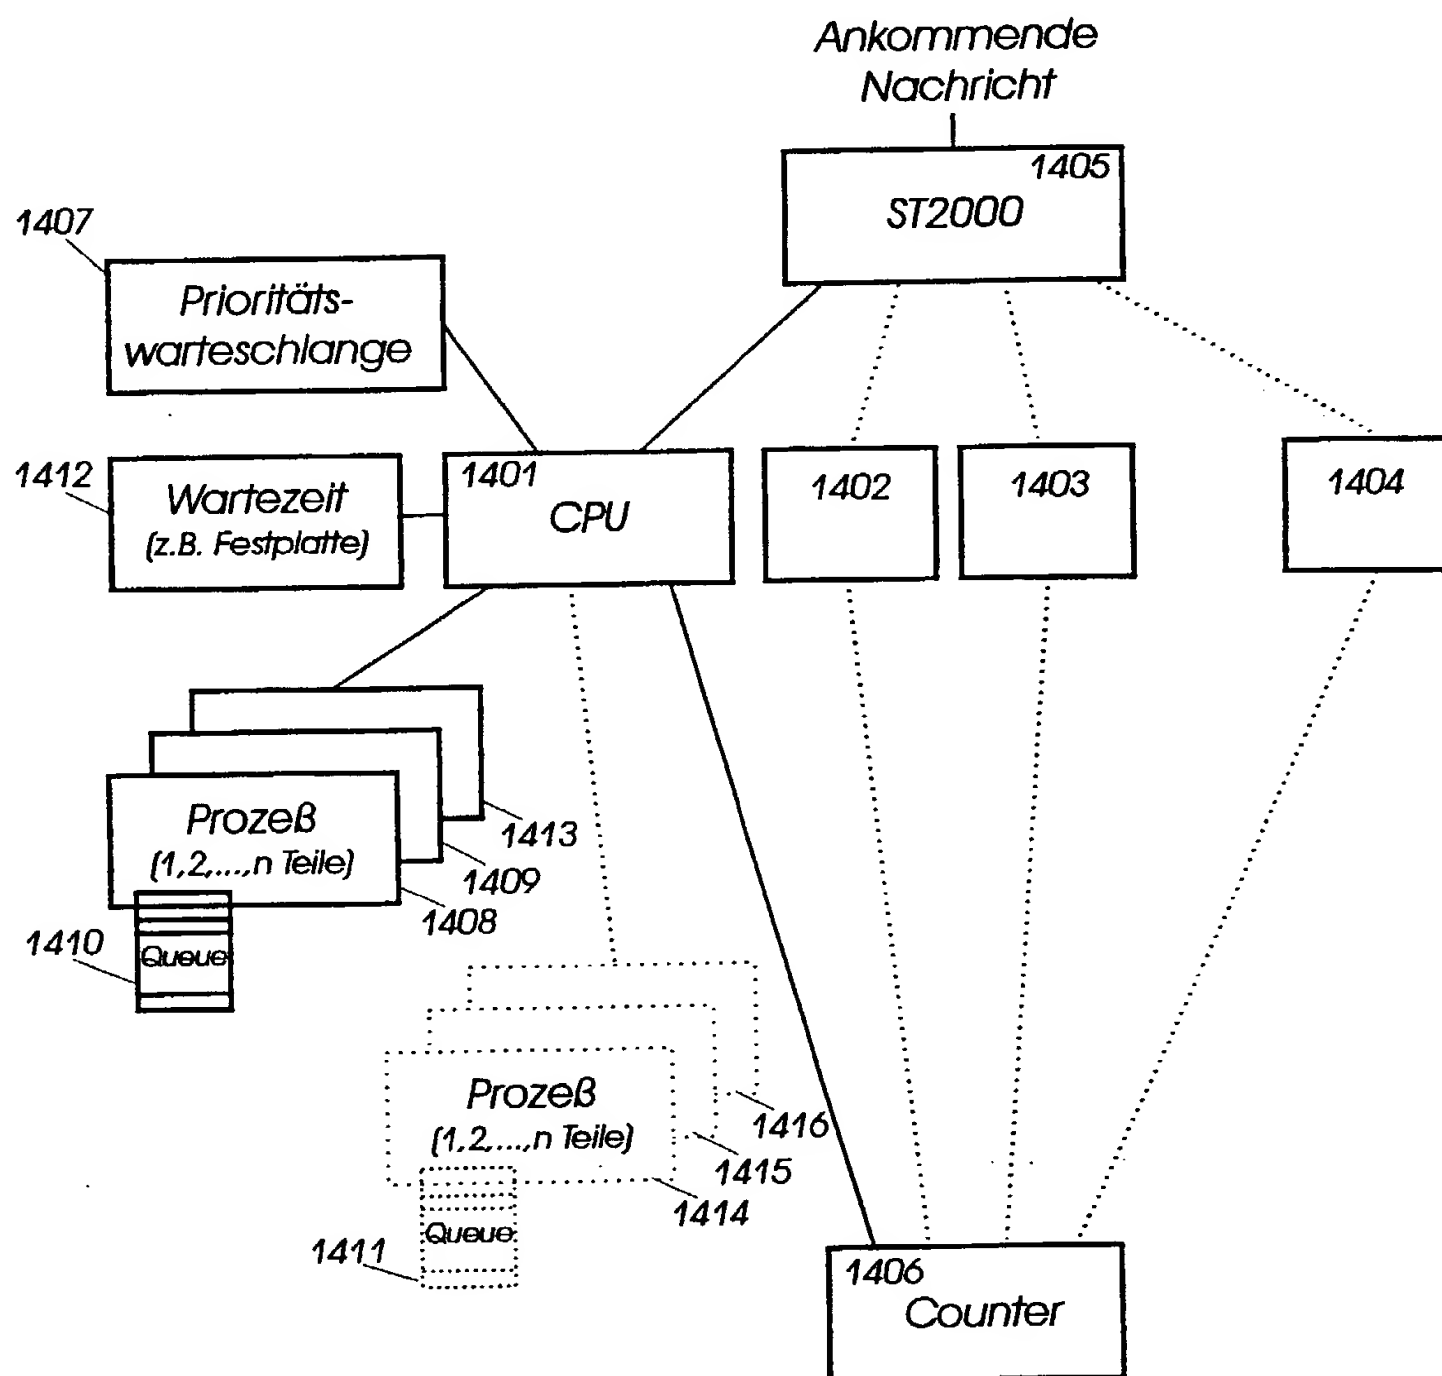 Ankommende
Nachricht
1405
ST2000
1407
Prioritäts-
warteschlange
1412
Wartezeit
(z.B. Festplatte)
1401
CPU
1402
1403
1404
Prozeß
(1,2,...,n Teile)
1413
1409
1408
1410
Queue
Prozeß
(1,2,...,n Teile)
1416
1415
1414
1411
Queue
1406
Counter